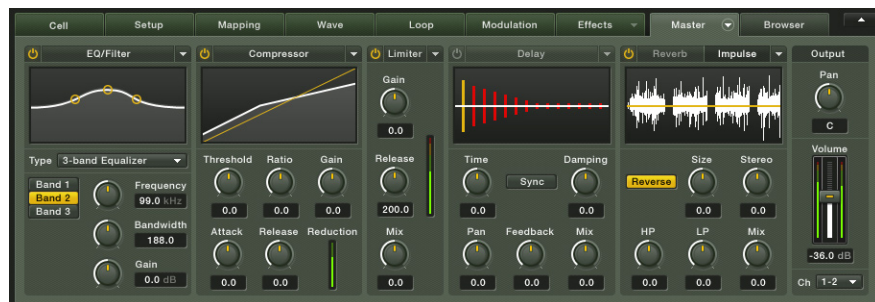 Cell Setup Mapping Wave Loop Modulation Effects Master Browser
EQ/Filter Compressor Limiter Delay Reverb Impulse Output
Gain
Pan
0.0
C
Type 3-band Equalizer
Threshold Ratio Gain
Release
Time Damping
Size Stereo
Volume
Band 1
Band 2
Band 3
Frequency
99.0 kHz
Sync
Reverse
0.0 0.0 0.0
200.0
0.0 0.0
0.0 0.0
Bandwidth
188.0
Attack Release Reduction
Mix
Pan Feedback Mix
HP LP Mix
-36.0 dB
Gain
0.0 dB
0.0 0.0
0.0
0.0 0.0 0.0
0.0 0.0 0.0
Ch 1-2